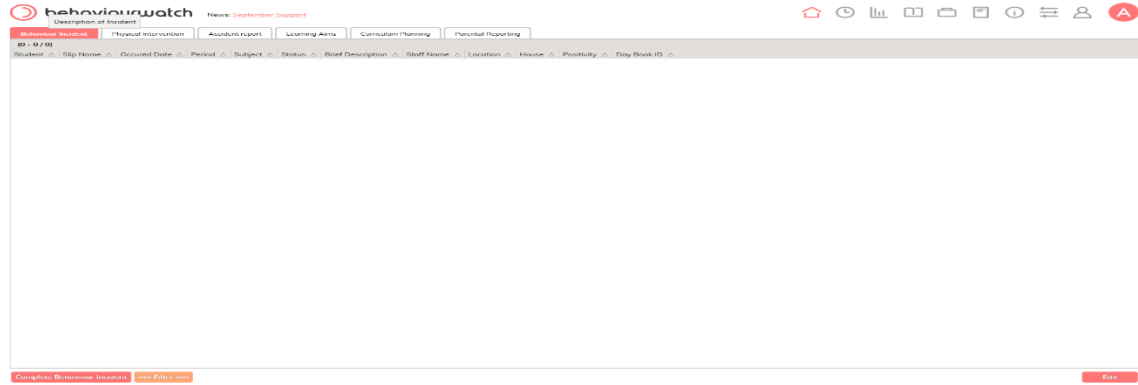 behaviourwatch News: September Support A
Description of Incident
Behaviour Incident Physical Intervention Accident report Learning Aims Curriculum Planning Parental Reporting
(0 - 0 / 0)
Student Slip Name Occured Date Period Subject Status Brief Description Staff Name Location House Positivity Day Book ID
Complete Behaviour Incident ---- Filter ---- Edit